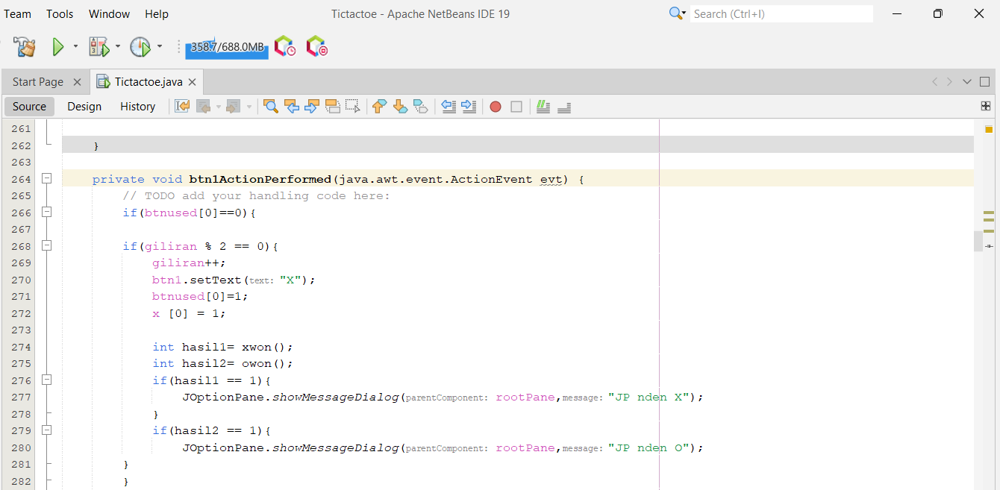 Team Tools Window Help Tictactoe - Apache NetBeans IDE 19 Search (Ctrl+I)
358.7/688.0MB
Start Page Tictactoe.java
Source Design History
261
262 }
263
264 private void btn1ActionPerformed(java.awt.event.ActionEvent evt) {
265 // TODO add your handling code here:
266 if(btnused[0]==0){
267
268 if(giliran % 2 == 0){
269 giliran++;
270 btn1.setText(text: "X");
271 btnused[0]=1;
272 x [0] = 1;
273
274 int hasil1= xwon();
275 int hasil2= owon();
276 if(hasil1 == 1){
277 JOptionPane.showMessageDialog(parentComponent: rootPane,message: "JP nden X");
278 }
279 if(hasil2 == 1){
280 JOptionPane.showMessageDialog(parentComponent: rootPane,message: "JP nden O");
281 }
282 }